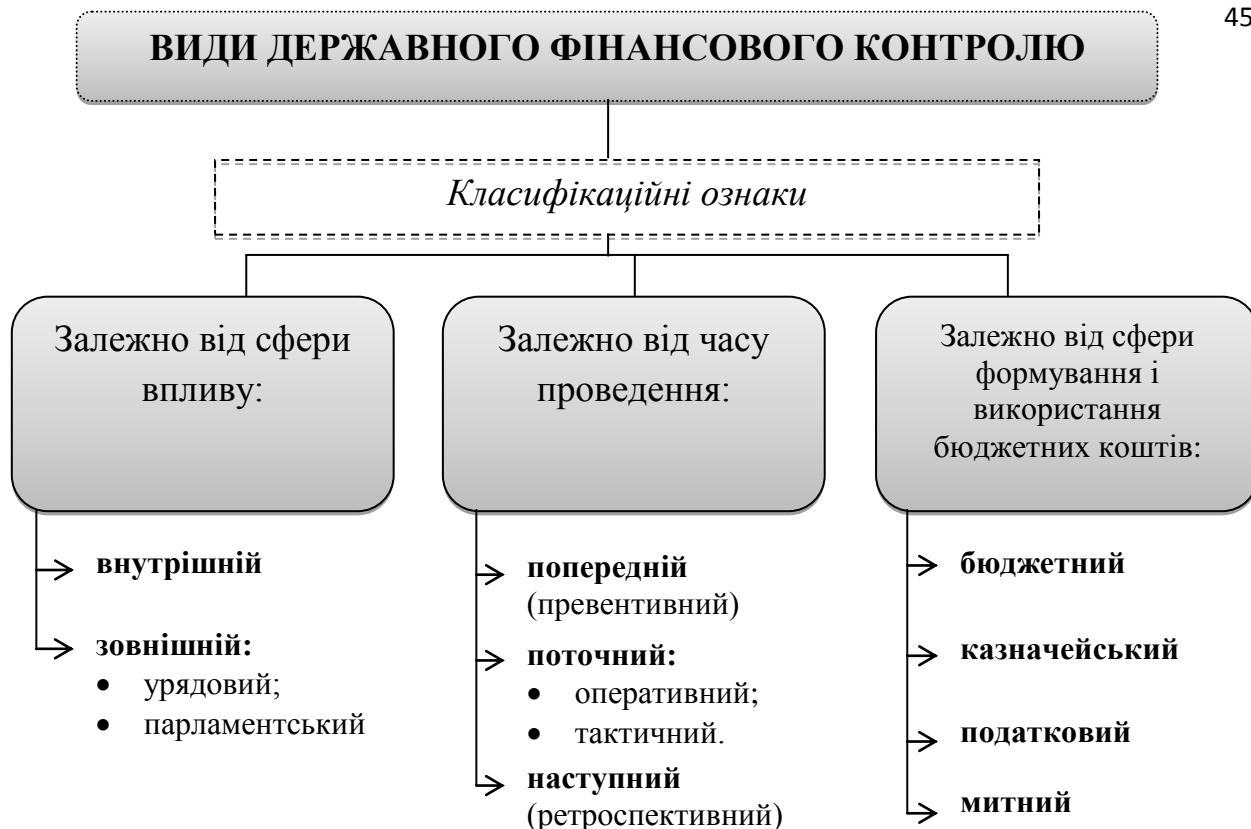 45
ВИДИ ДЕРЖАВНОГО ФІНАНСОВОГО КОНТРОЛЮ
Класифікаційні ознаки
Залежно від сфери
впливу:
внутрішній
зовнішній:
• урядовий;
• парламентський
Залежно від часу
проведення:
попередній
(превентивний)
поточний:
• оперативний;
• тактичний.
наступний
(ретроспективний)
Залежно від сфери
формування і
використання
бюджетних коштів:
бюджетний
казначейський
податковий
митний